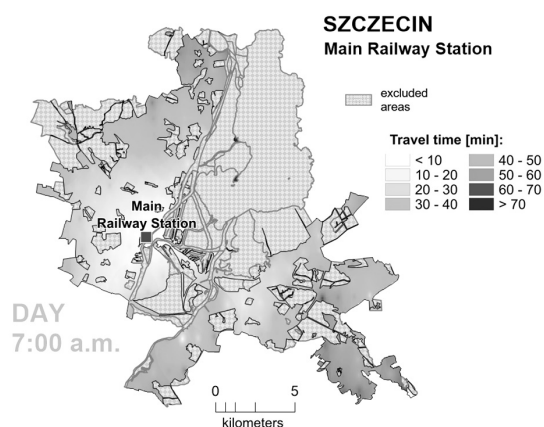 SZCZECIN
Main Railway Station
excluded
areas
Travel time [min]:
< 10
10 - 20
20 - 30
30 - 40
40 - 50
50 - 60
60 - 70
> 70
Main
Railway Station
DAY
7:00 a.m.
0 5
kilometers